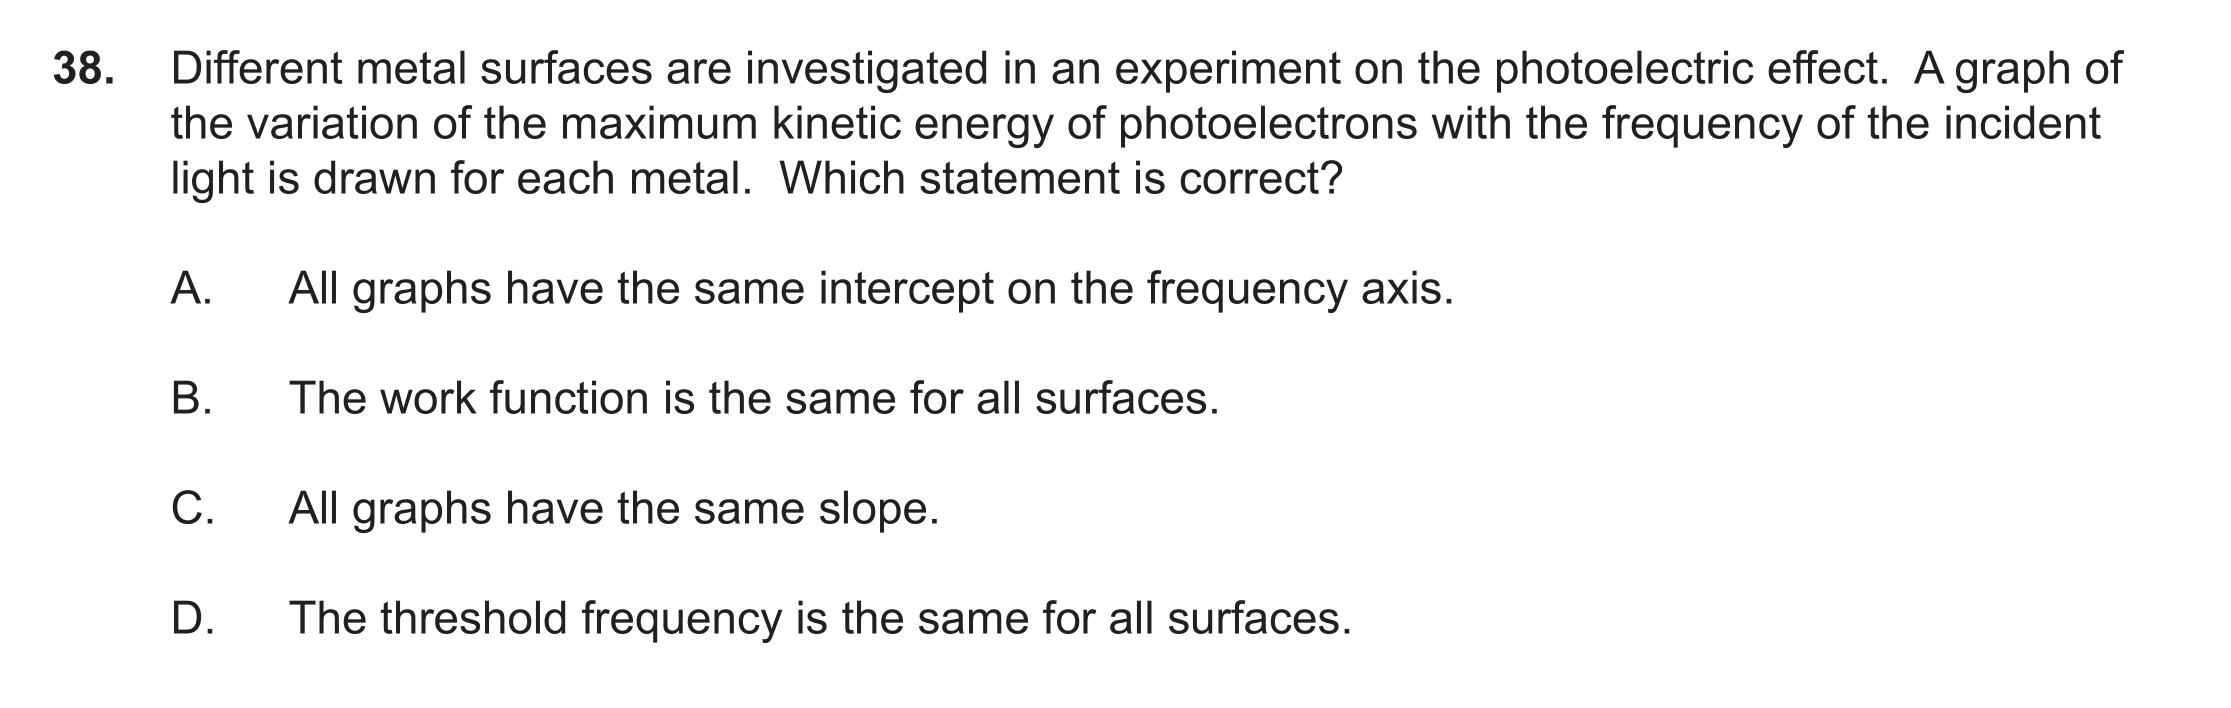 38. Different metal surfaces are investigated in an experiment on the photoelectric effect. A graph of
the variation of the maximum kinetic energy of photoelectrons with the frequency of the incident
light is drawn for each metal. Which statement is correct?
A. All graphs have the same intercept on the frequency axis.
B. The work function is the same for all surfaces.
C. All graphs have the same slope.
D. The threshold frequency is the same for all surfaces.